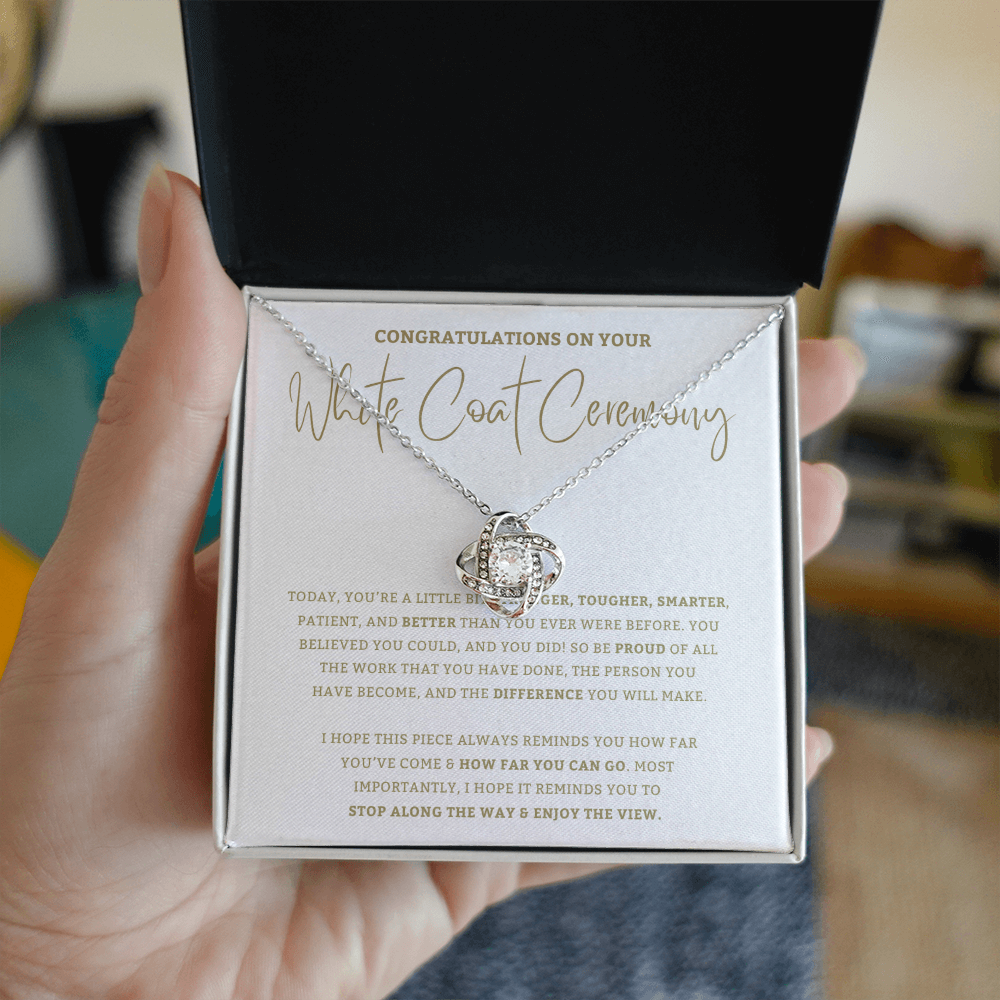 CONGRATULATIONS ON YOUR
White Coat Ceremony
TODAY, YOU'RE A LITTLE TOUGHER, SMARTER,
PATIENT, AND BETTER THAN YOU EVER WERE BEFORE. YOU
BELIEVED YOU COULD, AND YOU DID! SO BE PROUD OF ALL
THE WORK THAT YOU HAVE DONE, THE PERSON YOU
HAVE BECOME, AND THE DIFFERENCE YOU WILL MAKE.
I HOPE THIS PIECE ALWAYS REMINDS YOU HOW FAR
YOU'VE COME & HOW FAR YOU CAN GO. MOST
IMPORTANTLY, I HOPE IT REMINDS YOU TO
STOP ALONG THE WAY & ENJOY THE VIEW.